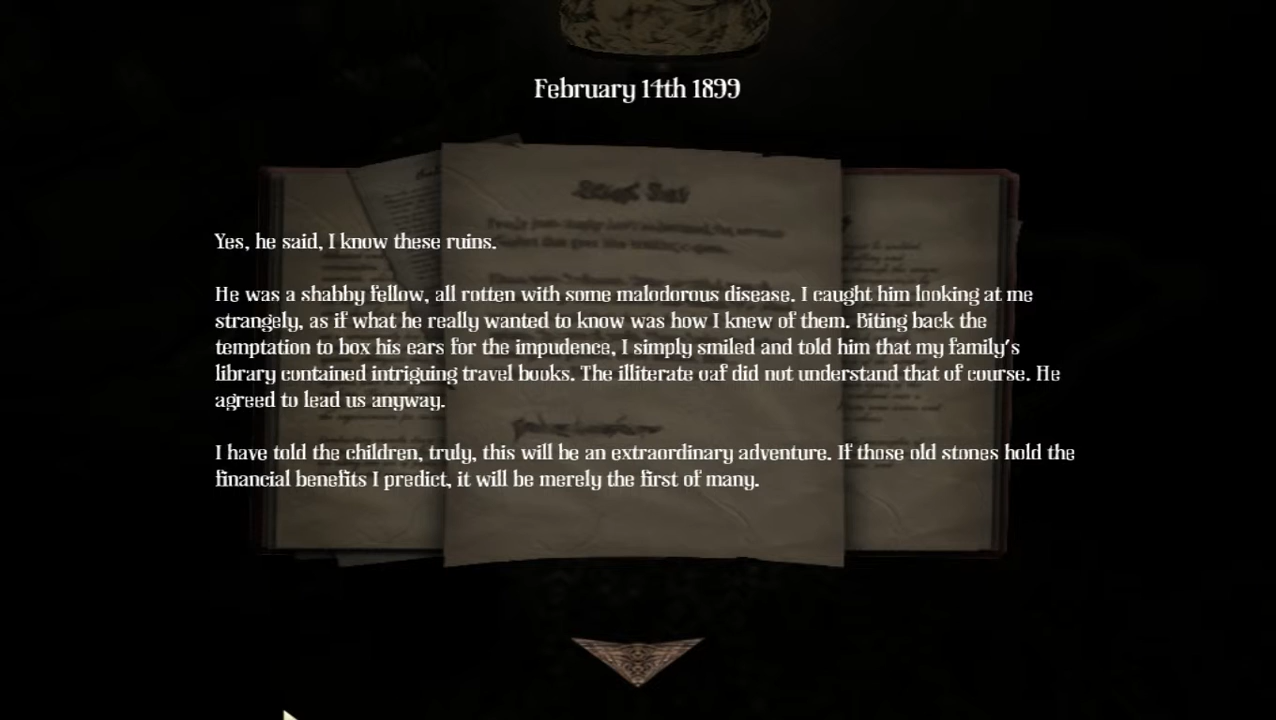 February 14th 1899
Yes, he said, I know these ruins.
He was a shabby fellow, all rotten with some malodorous disease. I caught him looking at me
strangely, as if what he really wanted to know was how I knew of them. Biting back the
temptation to box his ears for the impudence, I simply smiled and told him that my family's
library contained intriguing travel books. The illiterate oaf did not understand that of course. He
agreed to lead us anyway.
I have told the children, truly, this will be an extraordinary adventure. If those old stones hold the
financial benefits I predict, it will be merely the first of many.